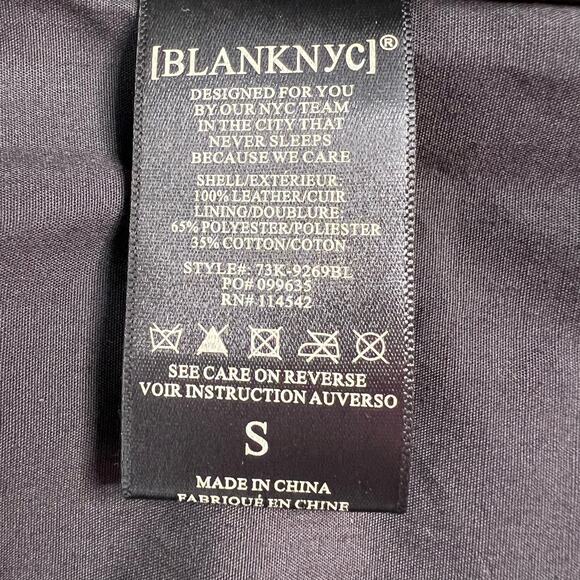 [BLANKNYC]®
DESIGNED FOR YOU
BY OUR NYC TEAM
IN THE CITY THAT
NEVER SLEEPS
BECAUSE WE CARE
SHELL/EXTÉRIEUR:
100% LEATHER/CUIR
LINING/DOUBLURE:
65% POLYESTER/POLIESTER
35% COTTON/COTON
STYLE#: 73K-9269BL
PO# 099635
RN# 114542
SEE CARE ON REVERSE
VOIR INSTRUCTION AUVERSO
S
MADE IN CHINA
FABRIQUÉ EN CHINE